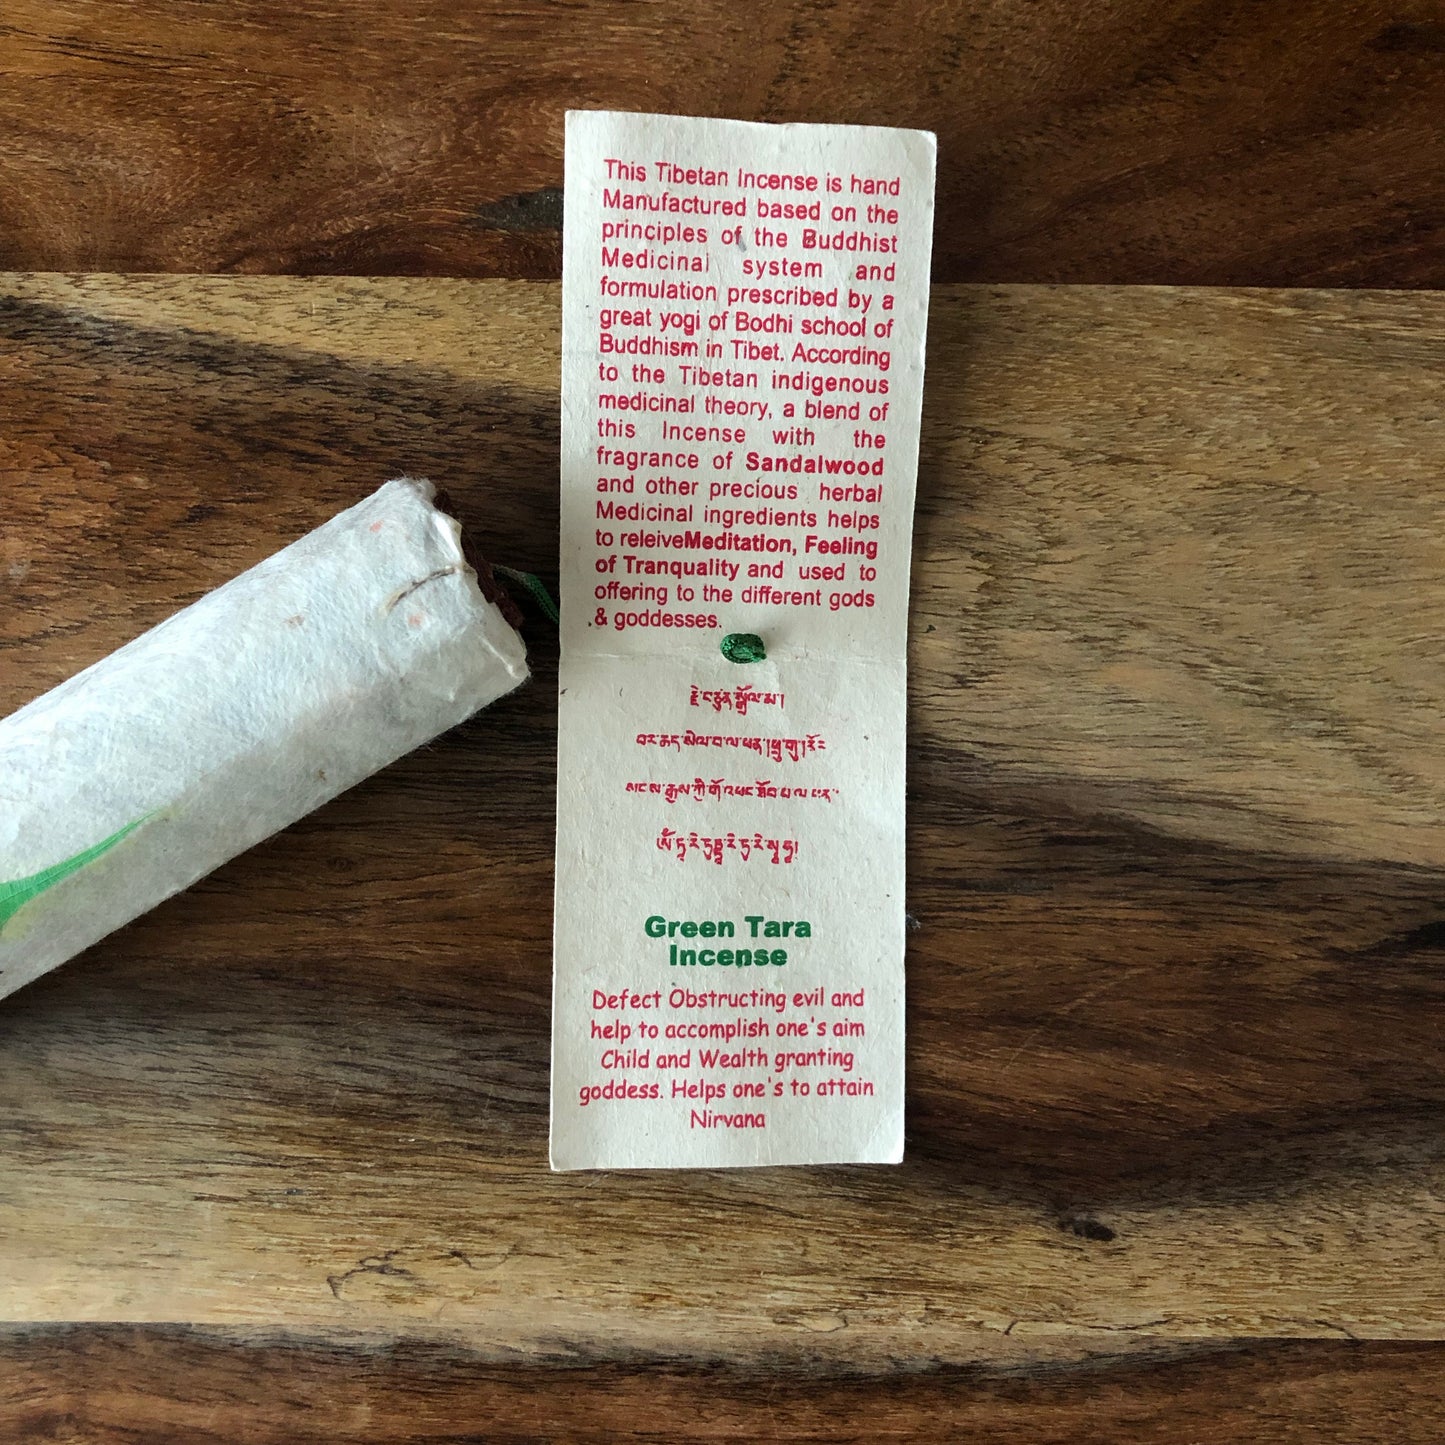 This Tibetan Incense is hand
Manufactured based on the
principles of the Buddhist
Medicinal system and
formulation prescribed by a
great yogi of Bodhi school of
Buddhism in Tibet. According
to the Tibetan indigenous
medicinal theory, a blend of
this Incense with the
fragrance of Sandalwood
and other precious herbal
Medicinal ingredients helps
to releiveMeditation, Feeling
of Tranquality and used to
offering to the different gods
& goddesses.
རྗེ་བཙུན་སྒྲོལ་མ།
Green Tara
Incense
Defect Obstructing evil and
help to accomplish one's aim
Child and Wealth granting
goddess. Helps one's to attain
Nirvana